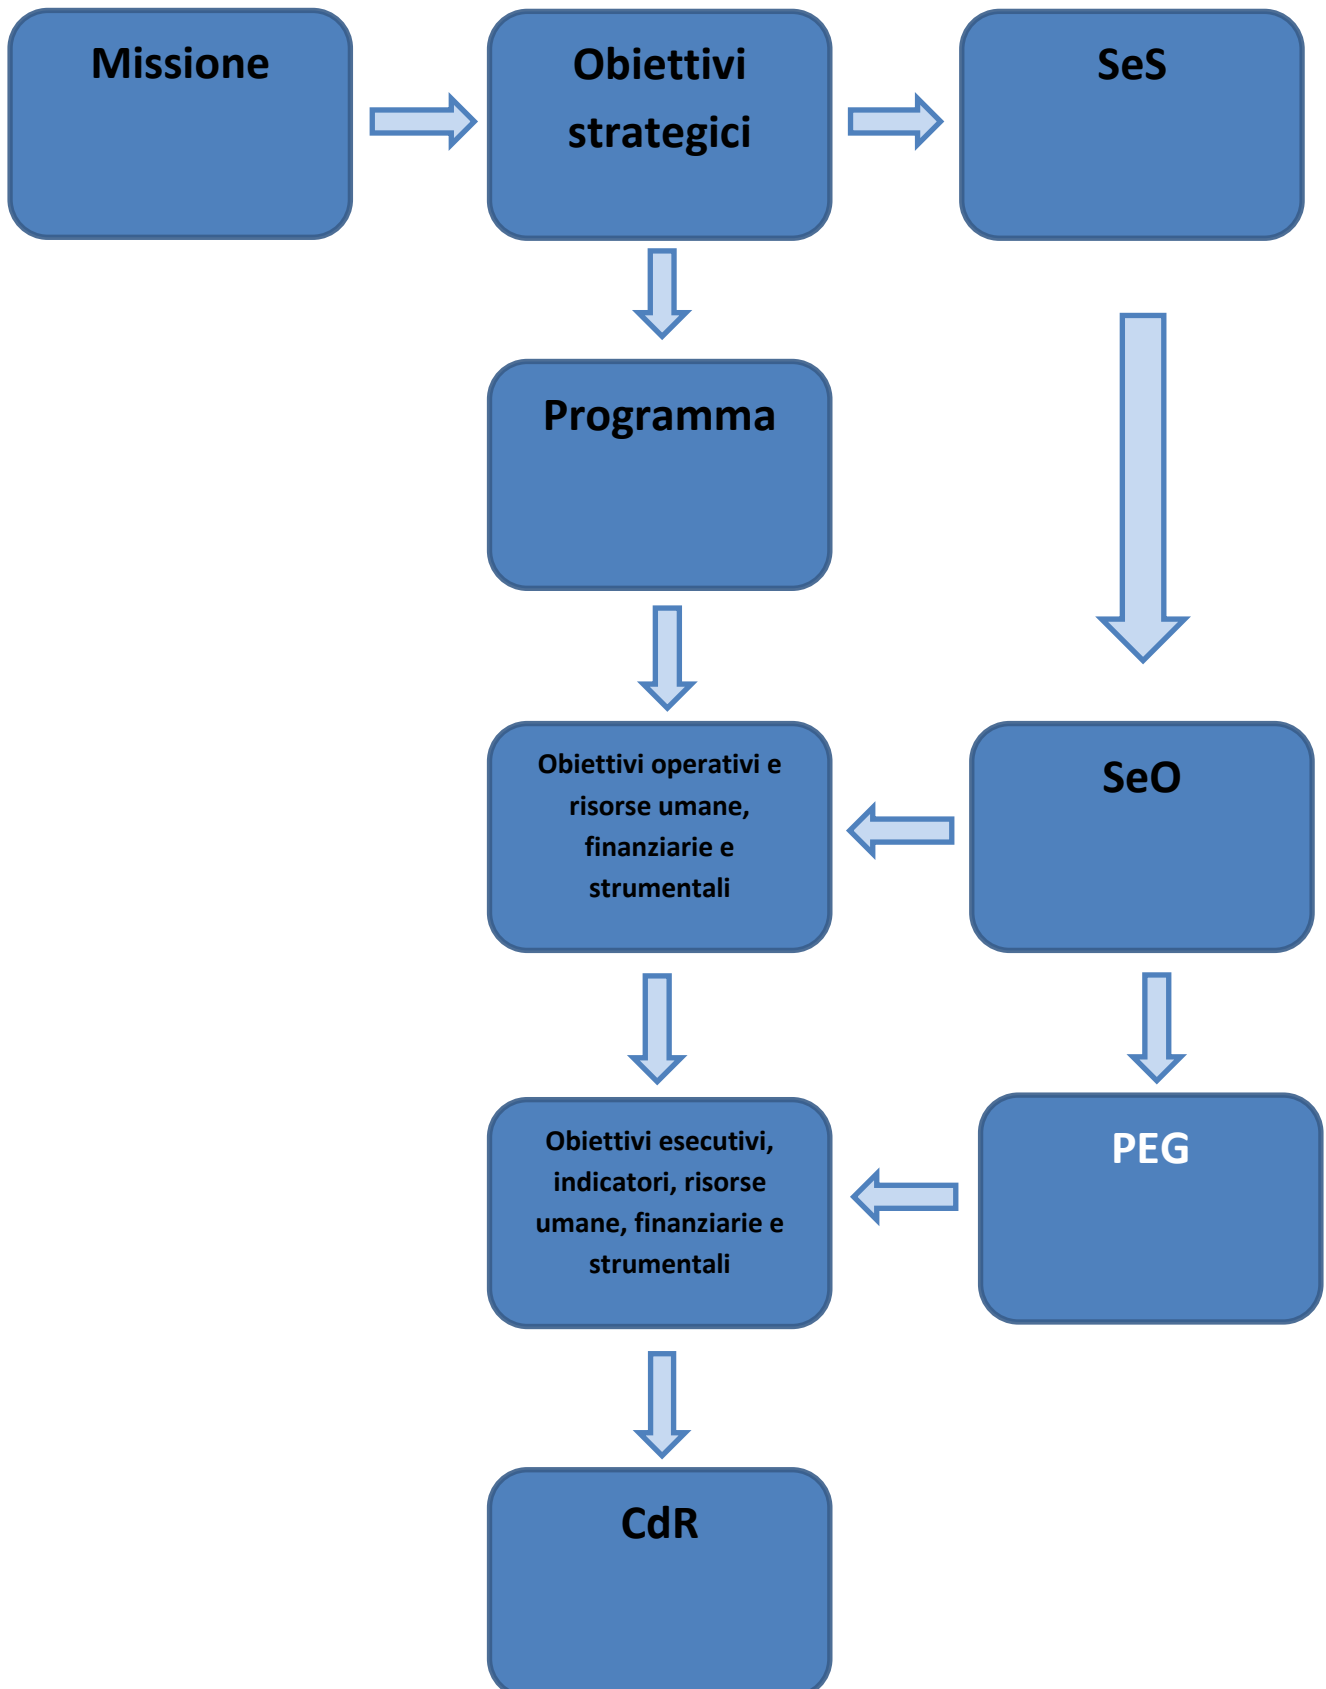 Missione
Obiettivi
strategici
SeS
Programma
Obiettivi operativi e
risorse umane,
finanziarie e
strumentali
SeO
Obiettivi esecutivi,
indicatori, risorse
umane, finanziarie e
strumentali
PEG
CdR